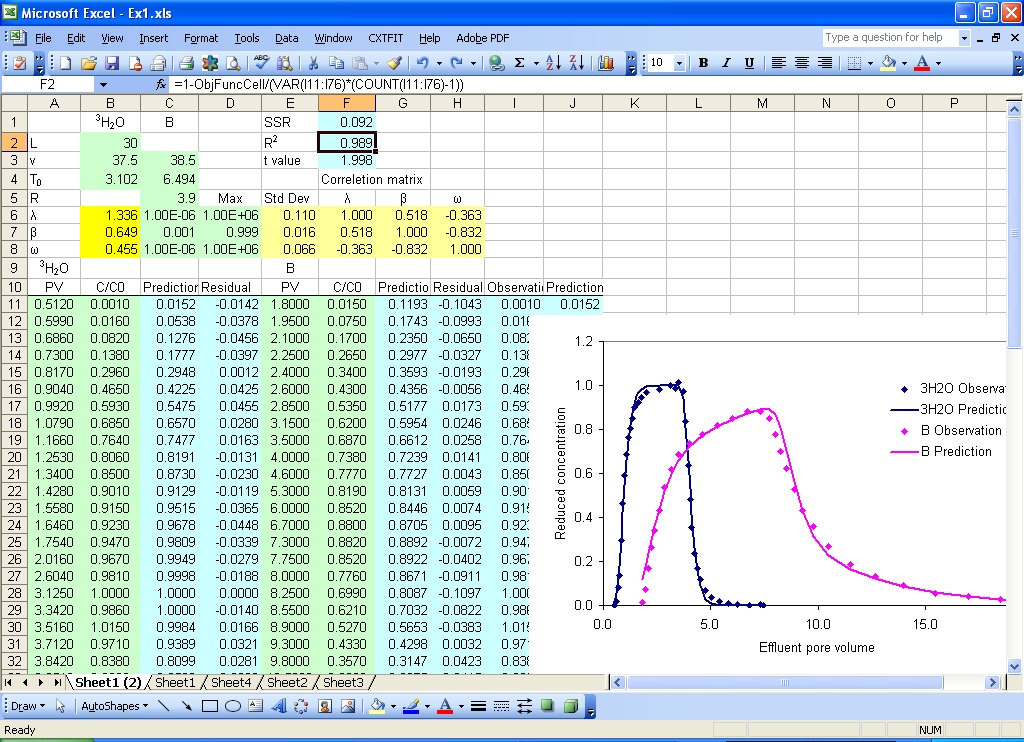 Microsoft Excel - Ex1.xls
File Edit View Insert Format Tools Data Window CXTFIT Help Adobe PDF Type a question for help
10 B I U
F2 fx =1-ObjFuncCell/(VAR(I11:I76)*(COUNT(I11:I76)-1))
A B C D E F G H I J K L M N O P
1 ³H₂O B SSR 0.092
2 L 30 R² 0.989
3 v 37.5 38.5 t value 1.998
4 T₀ 3.102 6.494 Correletion matrix
5 R 3.9 Max Std Dev λ β ω
6 λ 1.336 1.00E-06 1.00E+06 0.110 1.000 0.518 -0.363
7 β 0.649 0.001 0.999 0.016 0.518 1.000 -0.832
8 ω 0.455 1.00E-06 1.00E+06 0.066 -0.363 -0.832 1.000
9 ³H₂O B
10 PV C/C0 Prediction Residual PV C/C0 Predictio Residual Observati Prediction
11 0.5120 0.0010 0.0152 -0.0142 1.8000 0.0150 0.1193 -0.1043 0.0010 0.0152
12 0.5990 0.0160 0.0538 -0.0378 1.9500 0.0750 0.1743 -0.0993 0.016
13 0.6860 0.0820 0.1276 -0.0456 2.1000 0.1700 0.2350 -0.0650 0.082
14 0.7300 0.1380 0.1777 -0.0397 2.2500 0.2650 0.2977 -0.0327 0.138
15 0.8170 0.2960 0.2948 0.0012 2.4000 0.3400 0.3593 -0.0193 0.296
16 0.9040 0.4650 0.4225 0.0425 2.6000 0.4300 0.4356 -0.0056 0.465
17 0.9920 0.5930 0.5475 0.0455 2.8500 0.5350 0.5177 0.0173 0.593
18 1.0790 0.6850 0.6570 0.0280 3.1500 0.6200 0.5954 0.0246 0.685
19 1.1660 0.7640 0.7477 0.0163 3.5000 0.6870 0.6612 0.0258 0.764
20 1.2530 0.8060 0.8191 -0.0131 4.0000 0.7380 0.7239 0.0141 0.806
21 1.3400 0.8500 0.8730 -0.0230 4.6000 0.7770 0.7727 0.0043 0.850
22 1.4280 0.9010 0.9129 -0.0119 5.3000 0.8190 0.8131 0.0059 0.901
23 1.5580 0.9150 0.9515 -0.0365 6.0000 0.8520 0.8446 0.0074 0.915
24 1.6460 0.9230 0.9678 -0.0448 6.7000 0.8800 0.8705 0.0095 0.923
25 1.7540 0.9470 0.9809 -0.0339 7.3000 0.8820 0.8892 -0.0072 0.947
26 2.0160 0.9670 0.9949 -0.0279 7.7500 0.8520 0.8922 -0.0402 0.967
27 2.6040 0.9810 0.9998 -0.0188 8.0000 0.7760 0.8671 -0.0911 0.981
28 3.1250 1.0000 1.0000 0.0000 8.2500 0.6990 0.8087 -0.1097 1.000
29 3.3420 0.9860 1.0000 -0.0140 8.5500 0.6210 0.7032 -0.0822 0.986
30 3.5160 1.0150 0.9984 0.0166 8.9000 0.5270 0.5653 -0.0383 1.015
31 3.7120 0.9710 0.9389 0.0321 9.3000 0.4330 0.4298 0.0032 0.971
32 3.8420 0.8380 0.8099 0.0281 9.8000 0.3570 0.3147 0.0423 0.838
1.2
1.0
0.8
0.6
0.4
0.2
0.0
Reduced concentration
0.0 5.0 10.0 15.0
Effluent pore volume
3H2O Observa
3H2O Predictio
B Observation
B Prediction
Sheet1 (2) Sheet1 Sheet4 Sheet2 Sheet3
Draw AutoShapes
Ready NUM